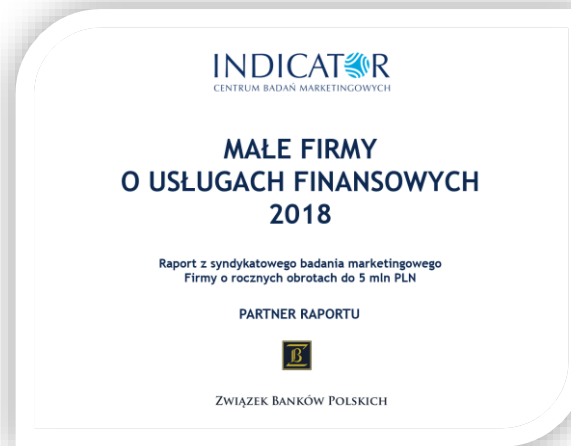 INDICATOR
CENTRUM BADAŃ MARKETINGOWYCH
MAŁE FIRMY
O USŁUGACH FINANSOWYCH
2018
Raport z syndykatowego badania marketingowego
Firmy o rocznych obrotach do 5 mln PLN
PARTNER RAPORTU
ZWIĄZEK BANKÓW POLSKICH